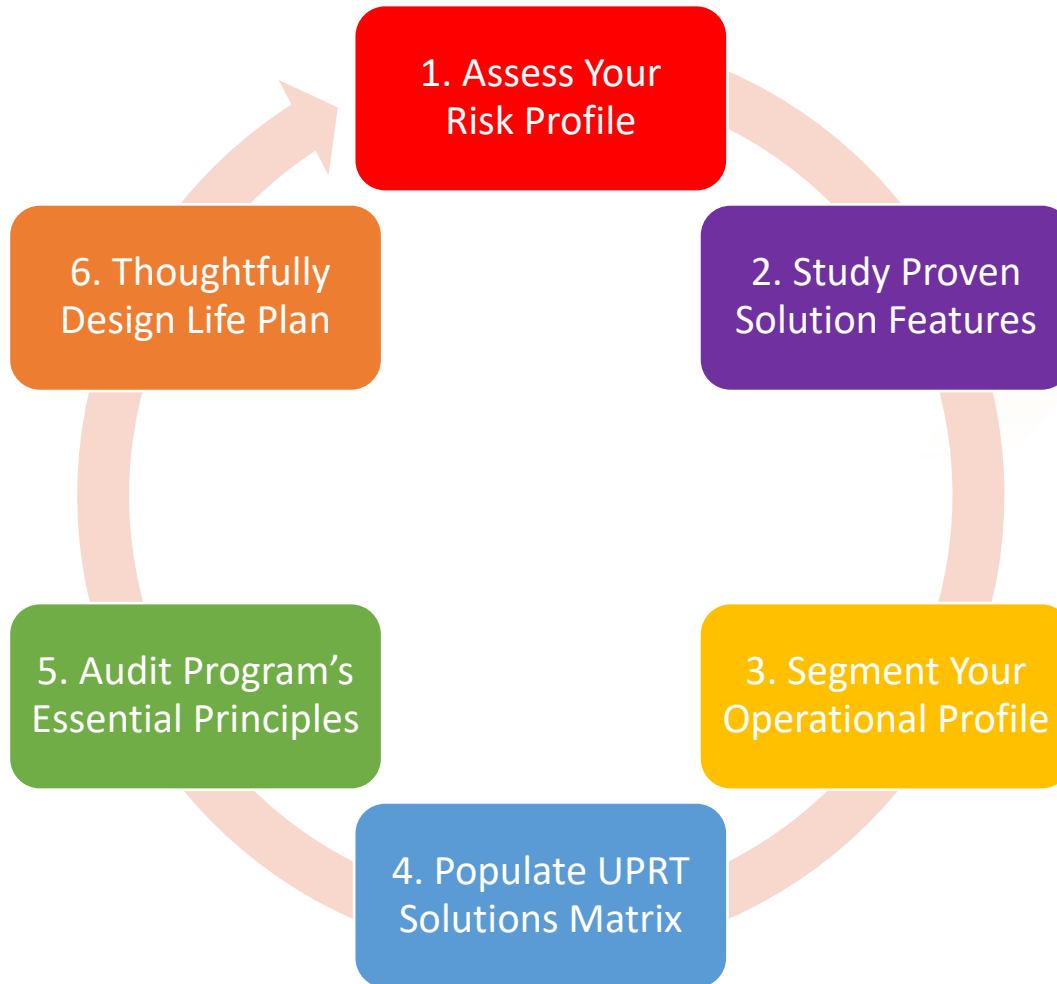 1. Assess Your
Risk Profile
2. Study Proven
Solution Features
3. Segment Your
Operational Profile
4. Populate UPRT
Solutions Matrix
5. Audit Program’s
Essential Principles
6. Thoughtfully
Design Life Plan